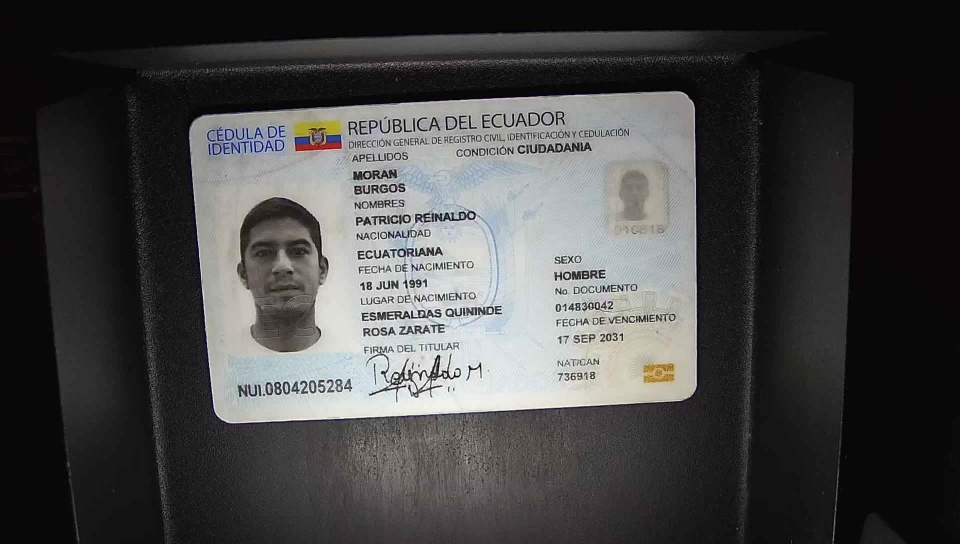 CÉDULA DE
IDENTIDAD
REPÚBLICA DEL ECUADOR
DIRECCIÓN GENERAL DE REGISTRO CIVIL, IDENTIFICACIÓN Y CEDULACIÓN
APELLIDOS
CONDICIÓN CIUDADANIA
MORAN
BURGOS
NOMBRES
PATRICIO REINALDO
NACIONALIDAD
ECUATORIANA
FECHA DE NACIMIENTO
18 JUN 1991
LUGAR DE NACIMIENTO
ESMERALDAS QUININDE
ROSA ZARATE
FIRMA DEL TITULAR
NUI.0804205284
SEXO
HOMBRE
No. DOCUMENTO
014830042
FECHA DE VENCIMIENTO
17 SEP 2031
NAT/CAN
736918